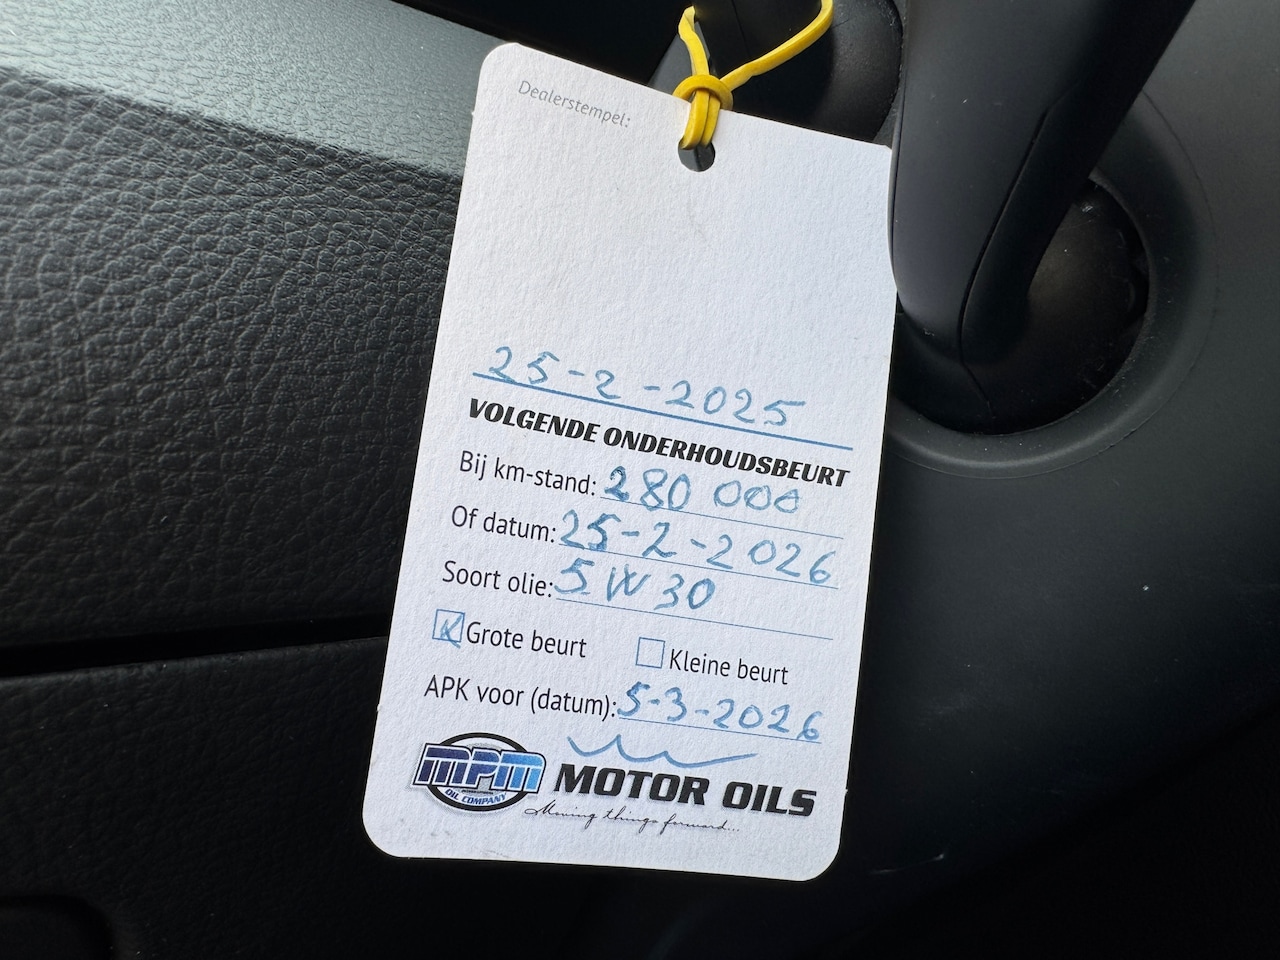 Dealerstempel:
25-2-2025
VOLGENDE ONDERHOUDSBEURT
Bij km-stand: 280 000
Of datum: 25-2-2026
Soort olie: 5W30
Grote beurt Kleine beurt
APK voor (datum): 5-3-2026
MPM
OIL COMPANY
MOTOR OILS
Moving things forward...